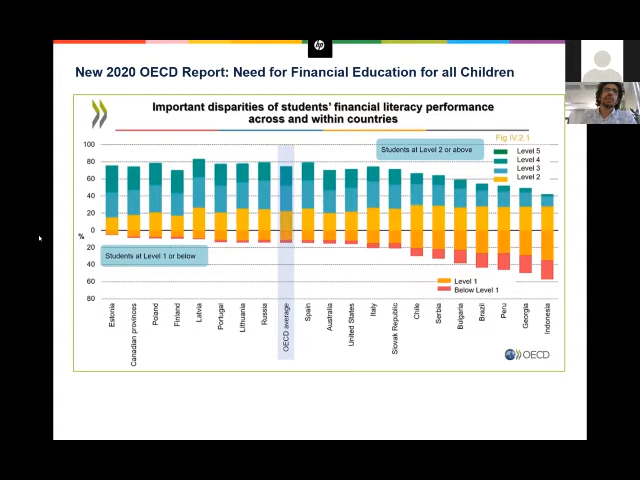 hp
New 2020 OECD Report: Need for Financial Education for all Children
Important disparities of students' financial literacy performance
across and within countries
Fig IV.2.1
Students at Level 2 or above
Level 5
Level 4
Level 3
Level 2
100
80
60
40
20
0
%
20
40
60
80
Students at Level 1 or below
Level 1
Below Level 1
Estonia
Canadian provinces
Poland
Finland
Latvia
Portugal
Lithuania
Russia
OECD average
Spain
Australia
United States
Italy
Slovak Republic
Chile
Serbia
Bulgaria
Brazil
Peru
Georgia
Indonesia
OECD